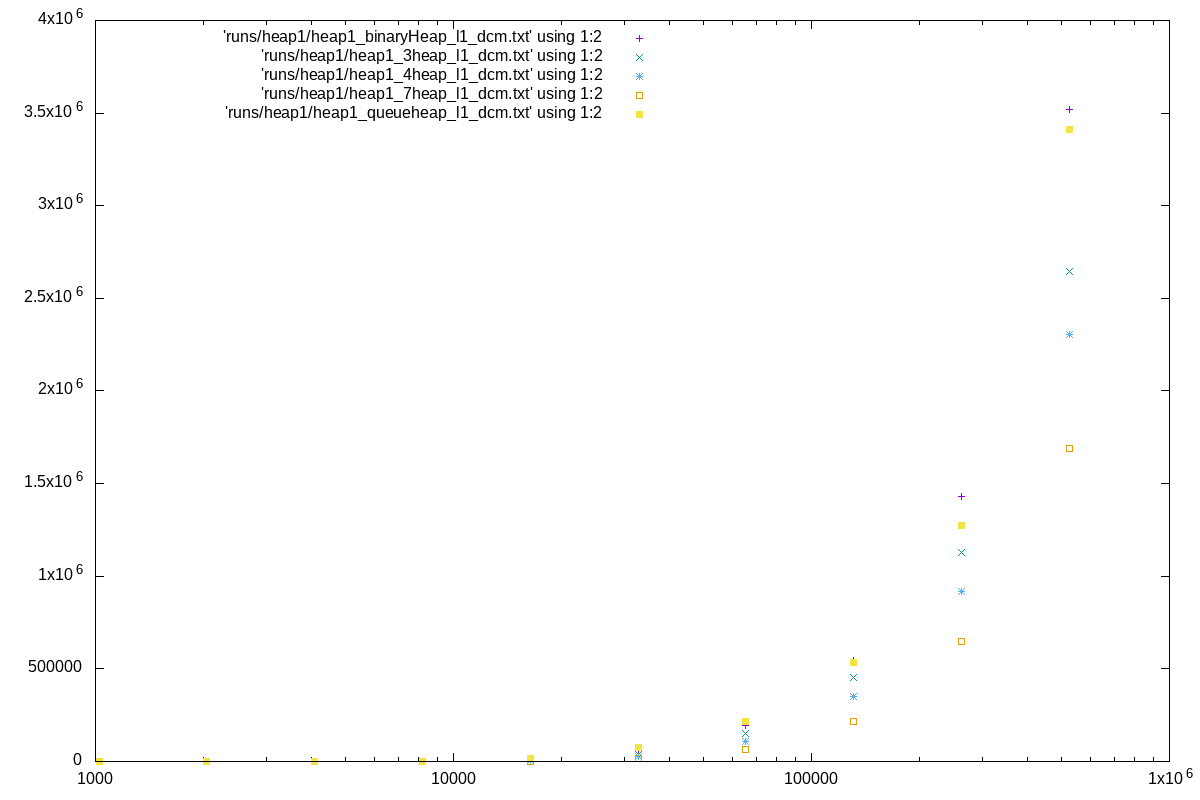 4x10^6
3.5x10^6
3x10^6
2.5x10^6
2x10^6
1.5x10^6
1x10^6
500000
0
'runs/heap1/heap1_binaryHeap_l1_dcm.txt' using 1:2
'runs/heap1/heap1_3heap_l1_dcm.txt' using 1:2
'runs/heap1/heap1_4heap_l1_dcm.txt' using 1:2
'runs/heap1/heap1_7heap_l1_dcm.txt' using 1:2
'runs/heap1/heap1_queueheap_l1_dcm.txt' using 1:2
1000 10000 100000 1x10^6